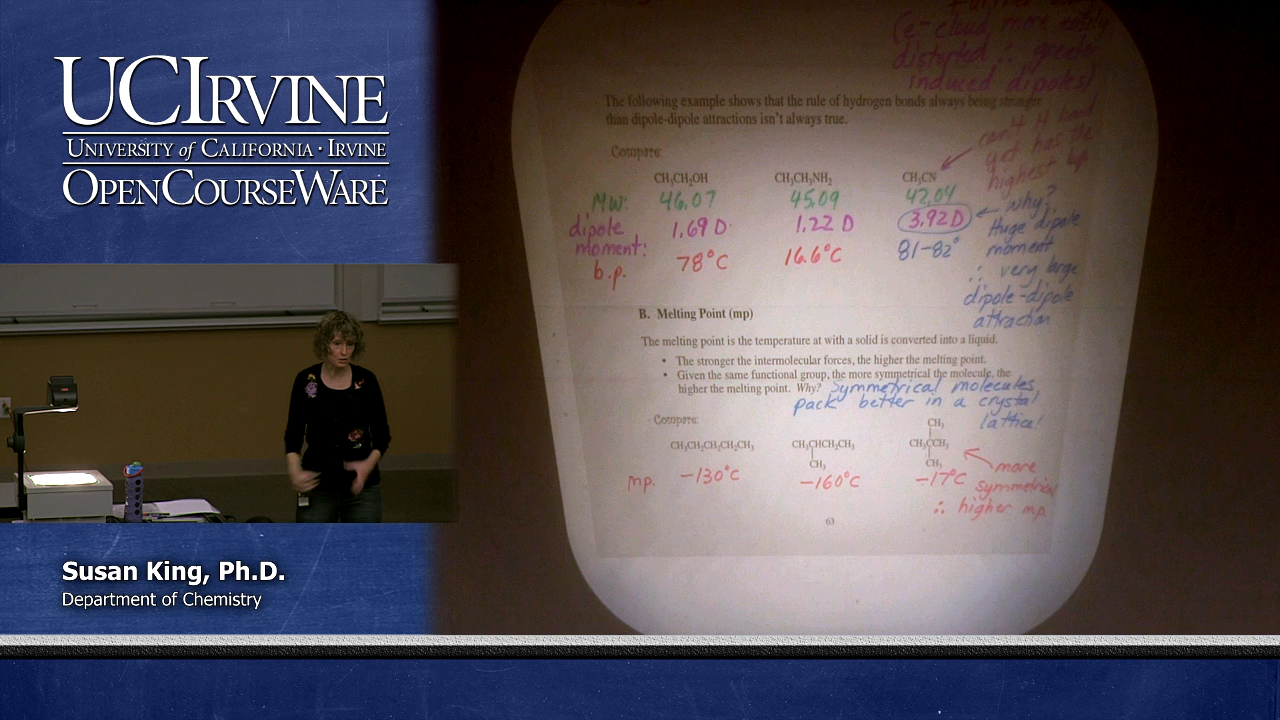 UCIRVINE
UNIVERSITY of CALIFORNIA · IRVINE
OPENCOURSEWARE
Susan King, Ph.D.
Department of Chemistry
(e- cloud more easily
distorted ∴ greater
induced dipoles)
The following example shows that the rule of hydrogen bonds always being stronger
than dipole-dipole attractions isn't always true.
can't H bond
yet has the
highest bp
Compare:
CH₃CH₂OH CH₃CH₂NH₂ CH₃CN
MW: 46.07 45.09 42.04
dipole moment: 1.69 D 1.22 D 3.92 D
b.p. 78°C 16.6°C 81-82°
← why?
Huge dipole
moment
∴ very large
dipole-dipole
attraction
B. Melting Point (mp)
The melting point is the temperature at with a solid is converted into a liquid.
• The stronger the intermolecular forces, the higher the melting point.
• Given the same functional group, the more symmetrical the molecule, the
higher the melting point. Why? Symmetrical molecules
pack better in a crystal
lattice!
Compare:
CH₃
CH₃CH₂CH₂CH₂CH₃ CH₃CHCH₂CH₃ CH₃CCH₃
CH₃ CH₃
mp. -130°C -160°C -17°C
more
symmetrical
∴ higher mp
63